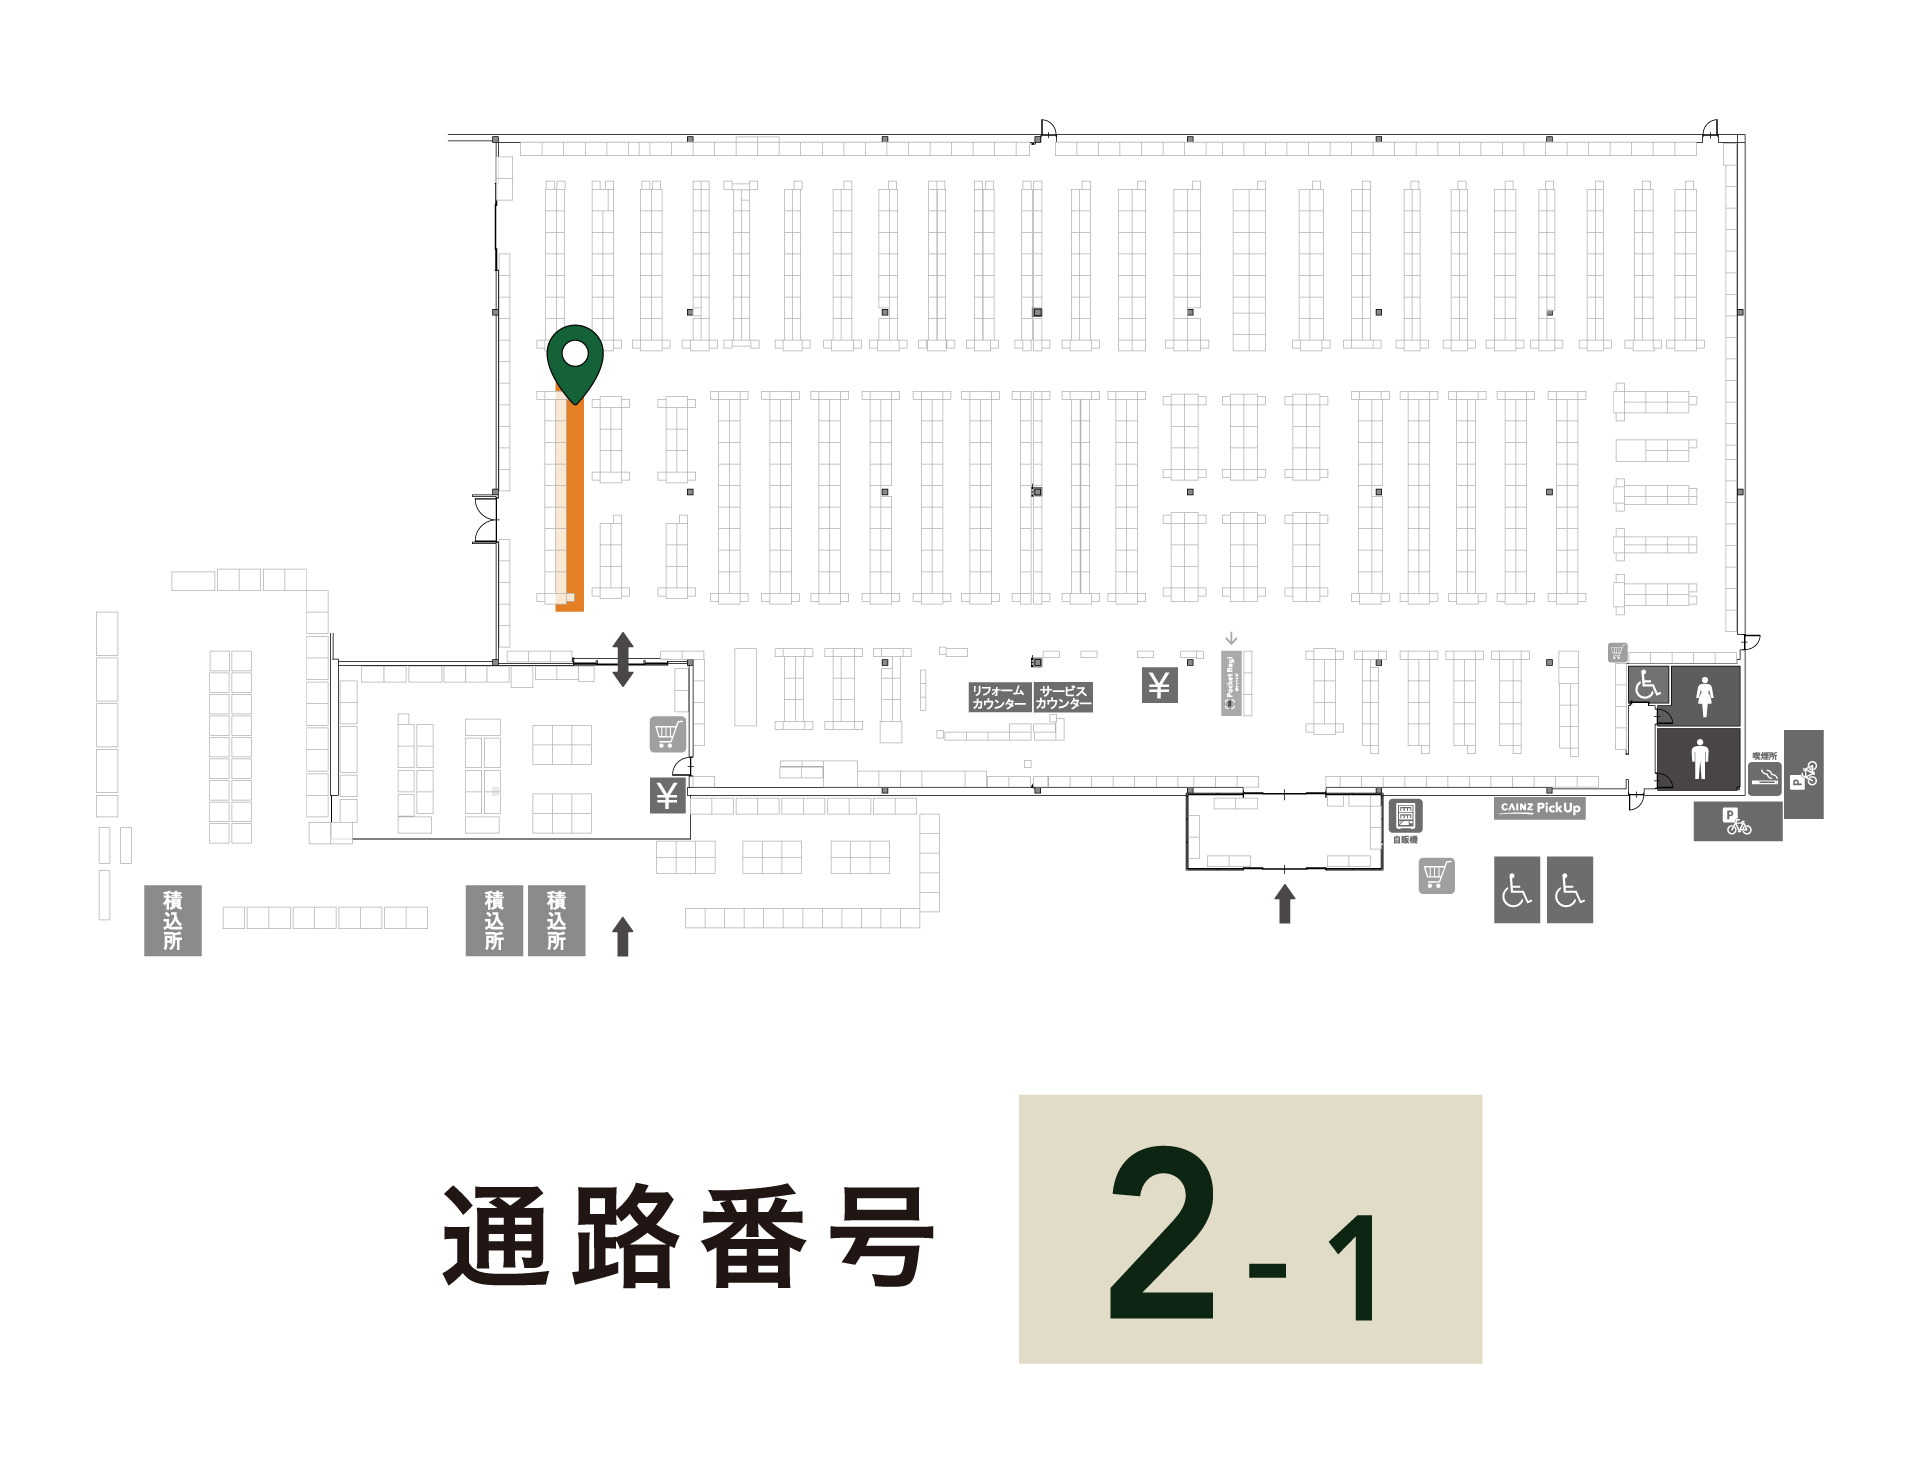 リフォーム
カウンター
サービス
カウンター
¥
Pocket Regi
¥
喫煙所
P
P
CAINZ PickUp
自販機
積込所
積込所
積込所
通路番号
2-1